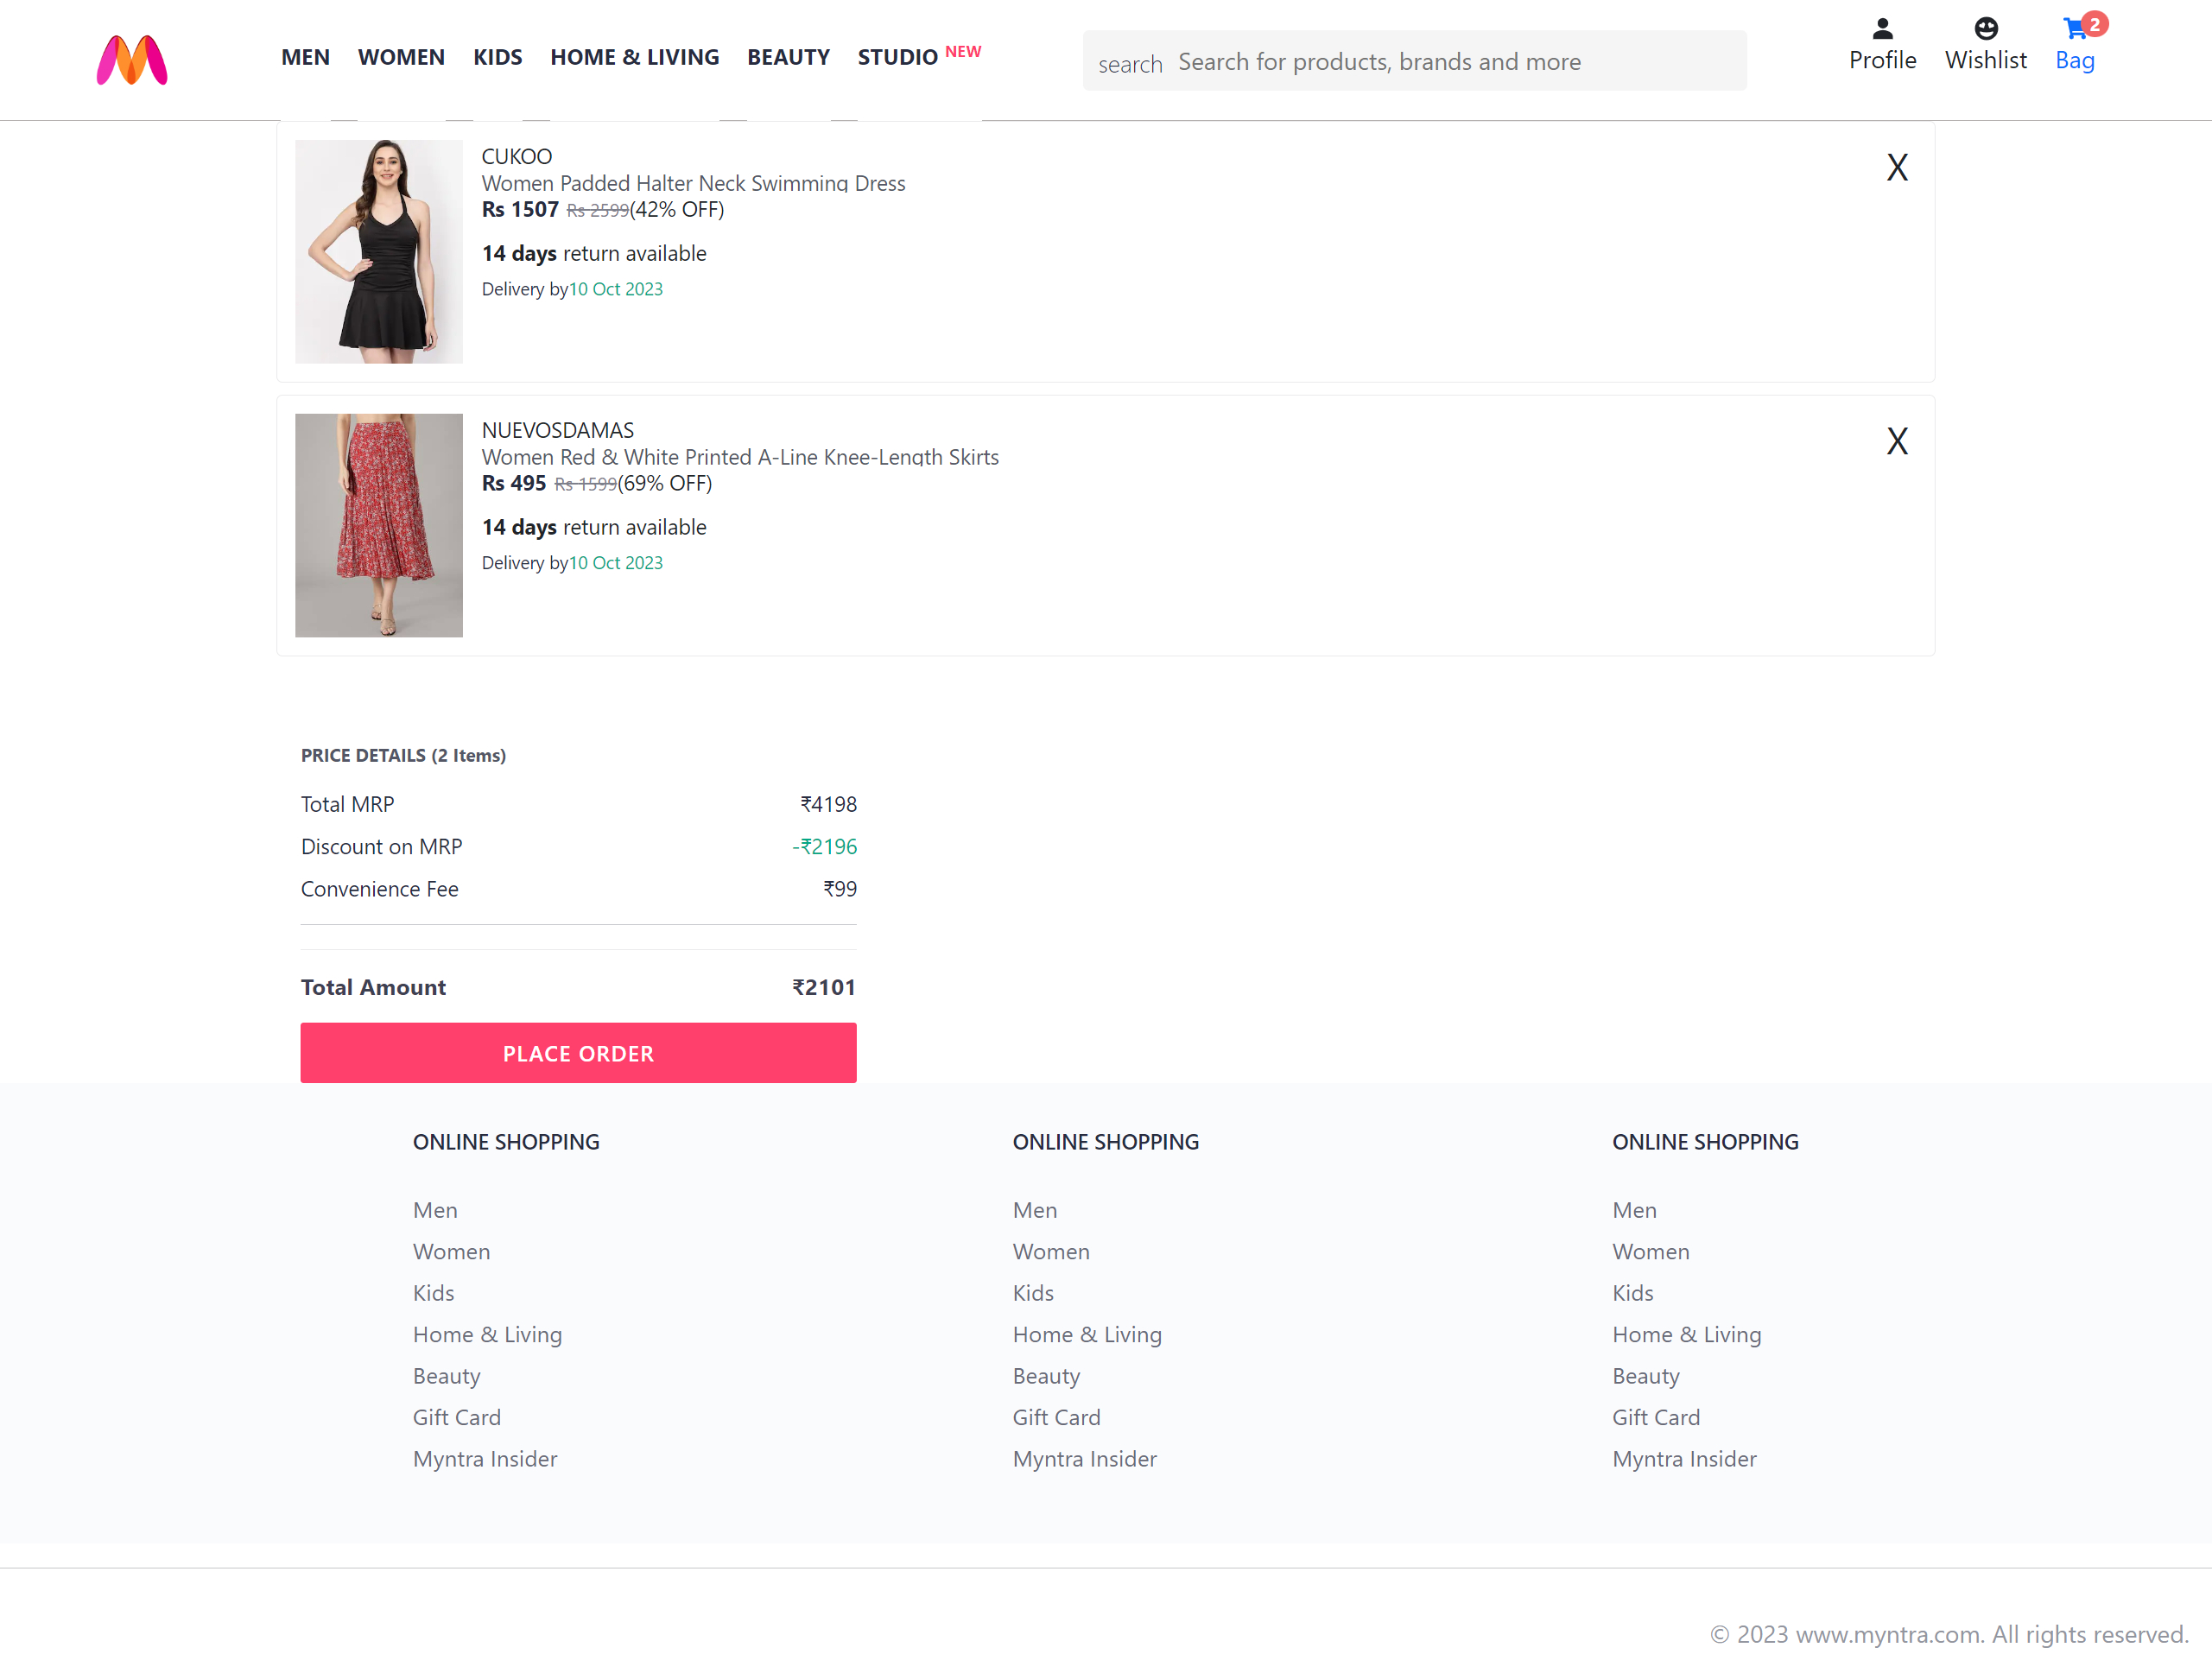 MEN WOMEN KIDS HOME & LIVING BEAUTY STUDIO NEW
search Search for products, brands and more
Profile Wishlist Bag 2
CUKOO
Women Padded Halter Neck Swimming Dress
Rs 1507 Rs 2599(42% OFF)
14 days return available
Delivery by10 Oct 2023
X
NUEVOSDAMAS
Women Red & White Printed A-Line Knee-Length Skirts
Rs 495 Rs 1599(69% OFF)
14 days return available
Delivery by10 Oct 2023
X
PRICE DETAILS (2 Items)
Total MRP ₹4198
Discount on MRP -₹2196
Convenience Fee ₹99
Total Amount ₹2101
PLACE ORDER
ONLINE SHOPPING
Men
Women
Kids
Home & Living
Beauty
Gift Card
Myntra Insider
ONLINE SHOPPING
Men
Women
Kids
Home & Living
Beauty
Gift Card
Myntra Insider
ONLINE SHOPPING
Men
Women
Kids
Home & Living
Beauty
Gift Card
Myntra Insider
© 2023 www.myntra.com. All rights reserved.